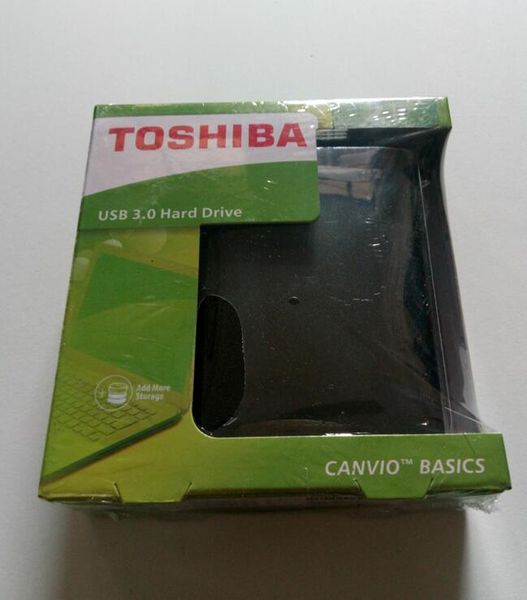 TOSHIBA
USB 3.0 Hard Drive
Add More
Storage
CANVIO™ BASICS